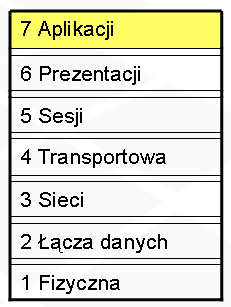 7 Aplikacji
6 Prezentacji
5 Sesji
4 Transportowa
3 Sieci
2 Łącza danych
1 Fizyczna